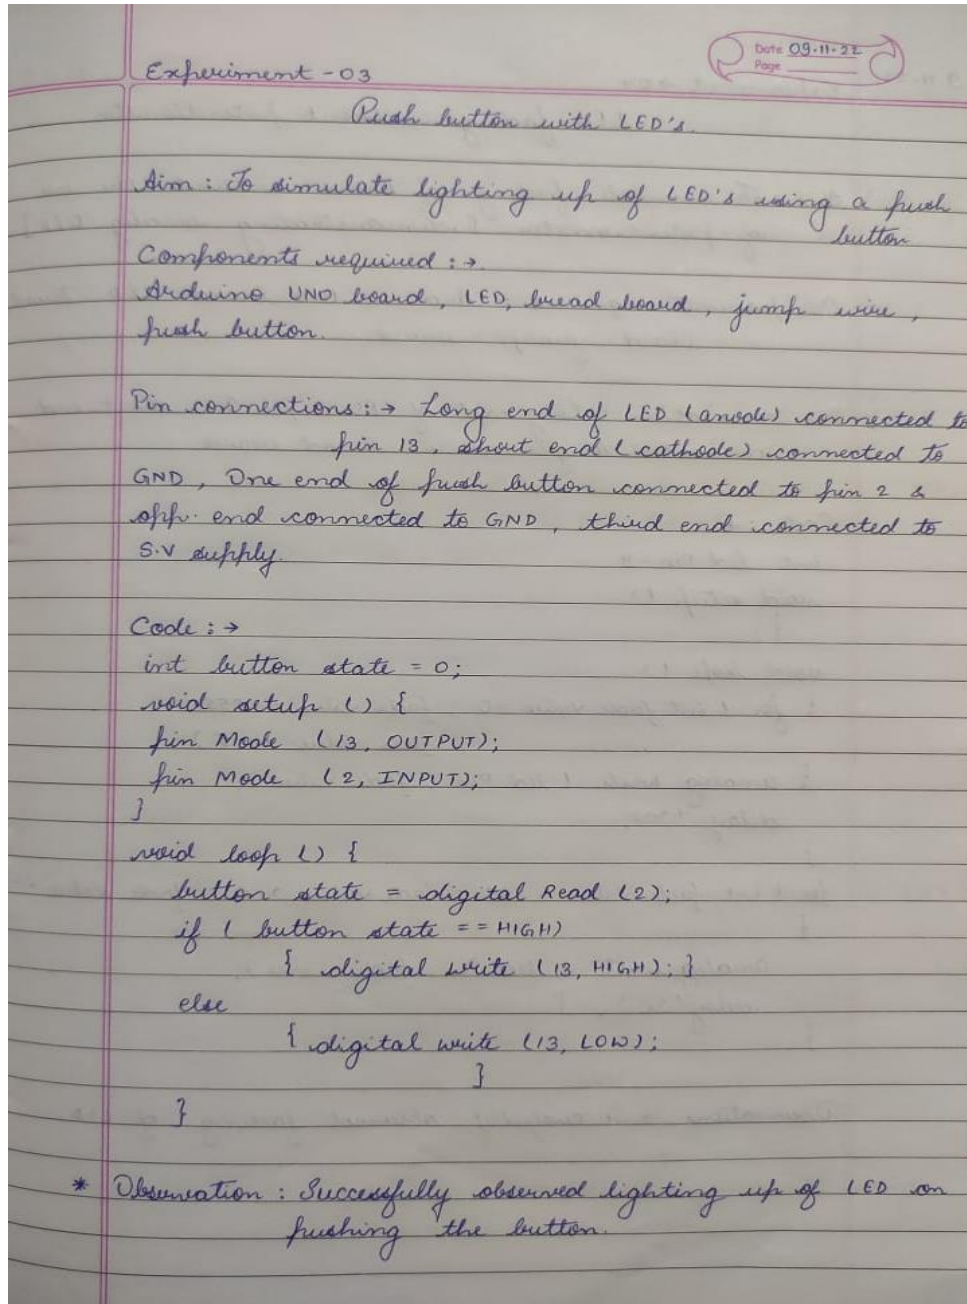 Date 09-11-22
Page
Experiment - 03
Push button with LED's.
Aim : To simulate lighting up of LED's using a push
button
Components required : →
Arduino UNO board, LED, bread board, jump wire,
push button.
Pin connections : → Long end of LED (anode) connected to
pin 13, short end (cathode) connected to
GND, One end of push button connected to pin 2 &
opp. end connected to GND, third end connected to
5.V supply.
Code : →
int button state = 0;
void setup () {
pin Mode (13, OUTPUT);
pin Mode (2, INPUT);
}
void loop () {
button state = digital Read (2);
if ( button state == HIGH)
{ digital write (13, HIGH); }
else
{ digital write (13, LOW);
}
}
* Observation : Successfully observed lighting up of LED on
pushing the button.